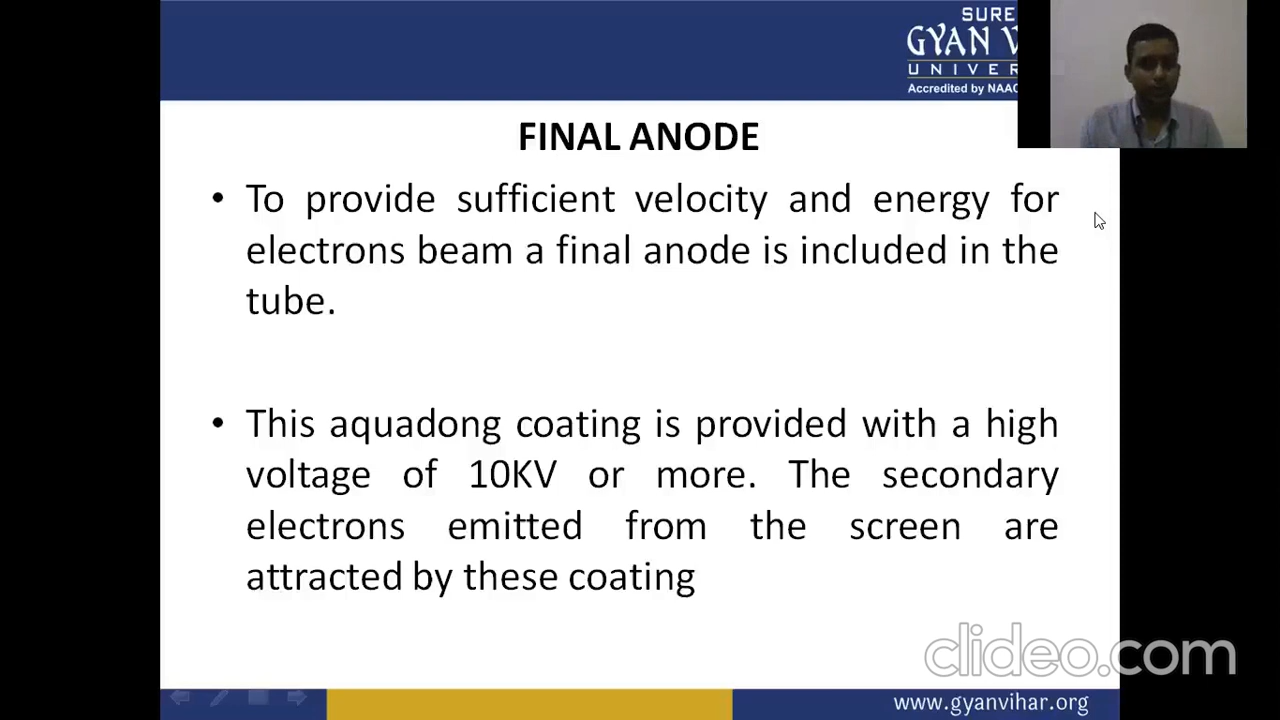 SURE
GYAN V
UNIVER
Accredited by NAAC
FINAL ANODE
• To provide sufficient velocity and energy for
electrons beam a final anode is included in the
tube.
• This aquadong coating is provided with a high
voltage of 10KV or more. The secondary
electrons emitted from the screen are
attracted by these coating
clideo.com
www.gyanvihar.org